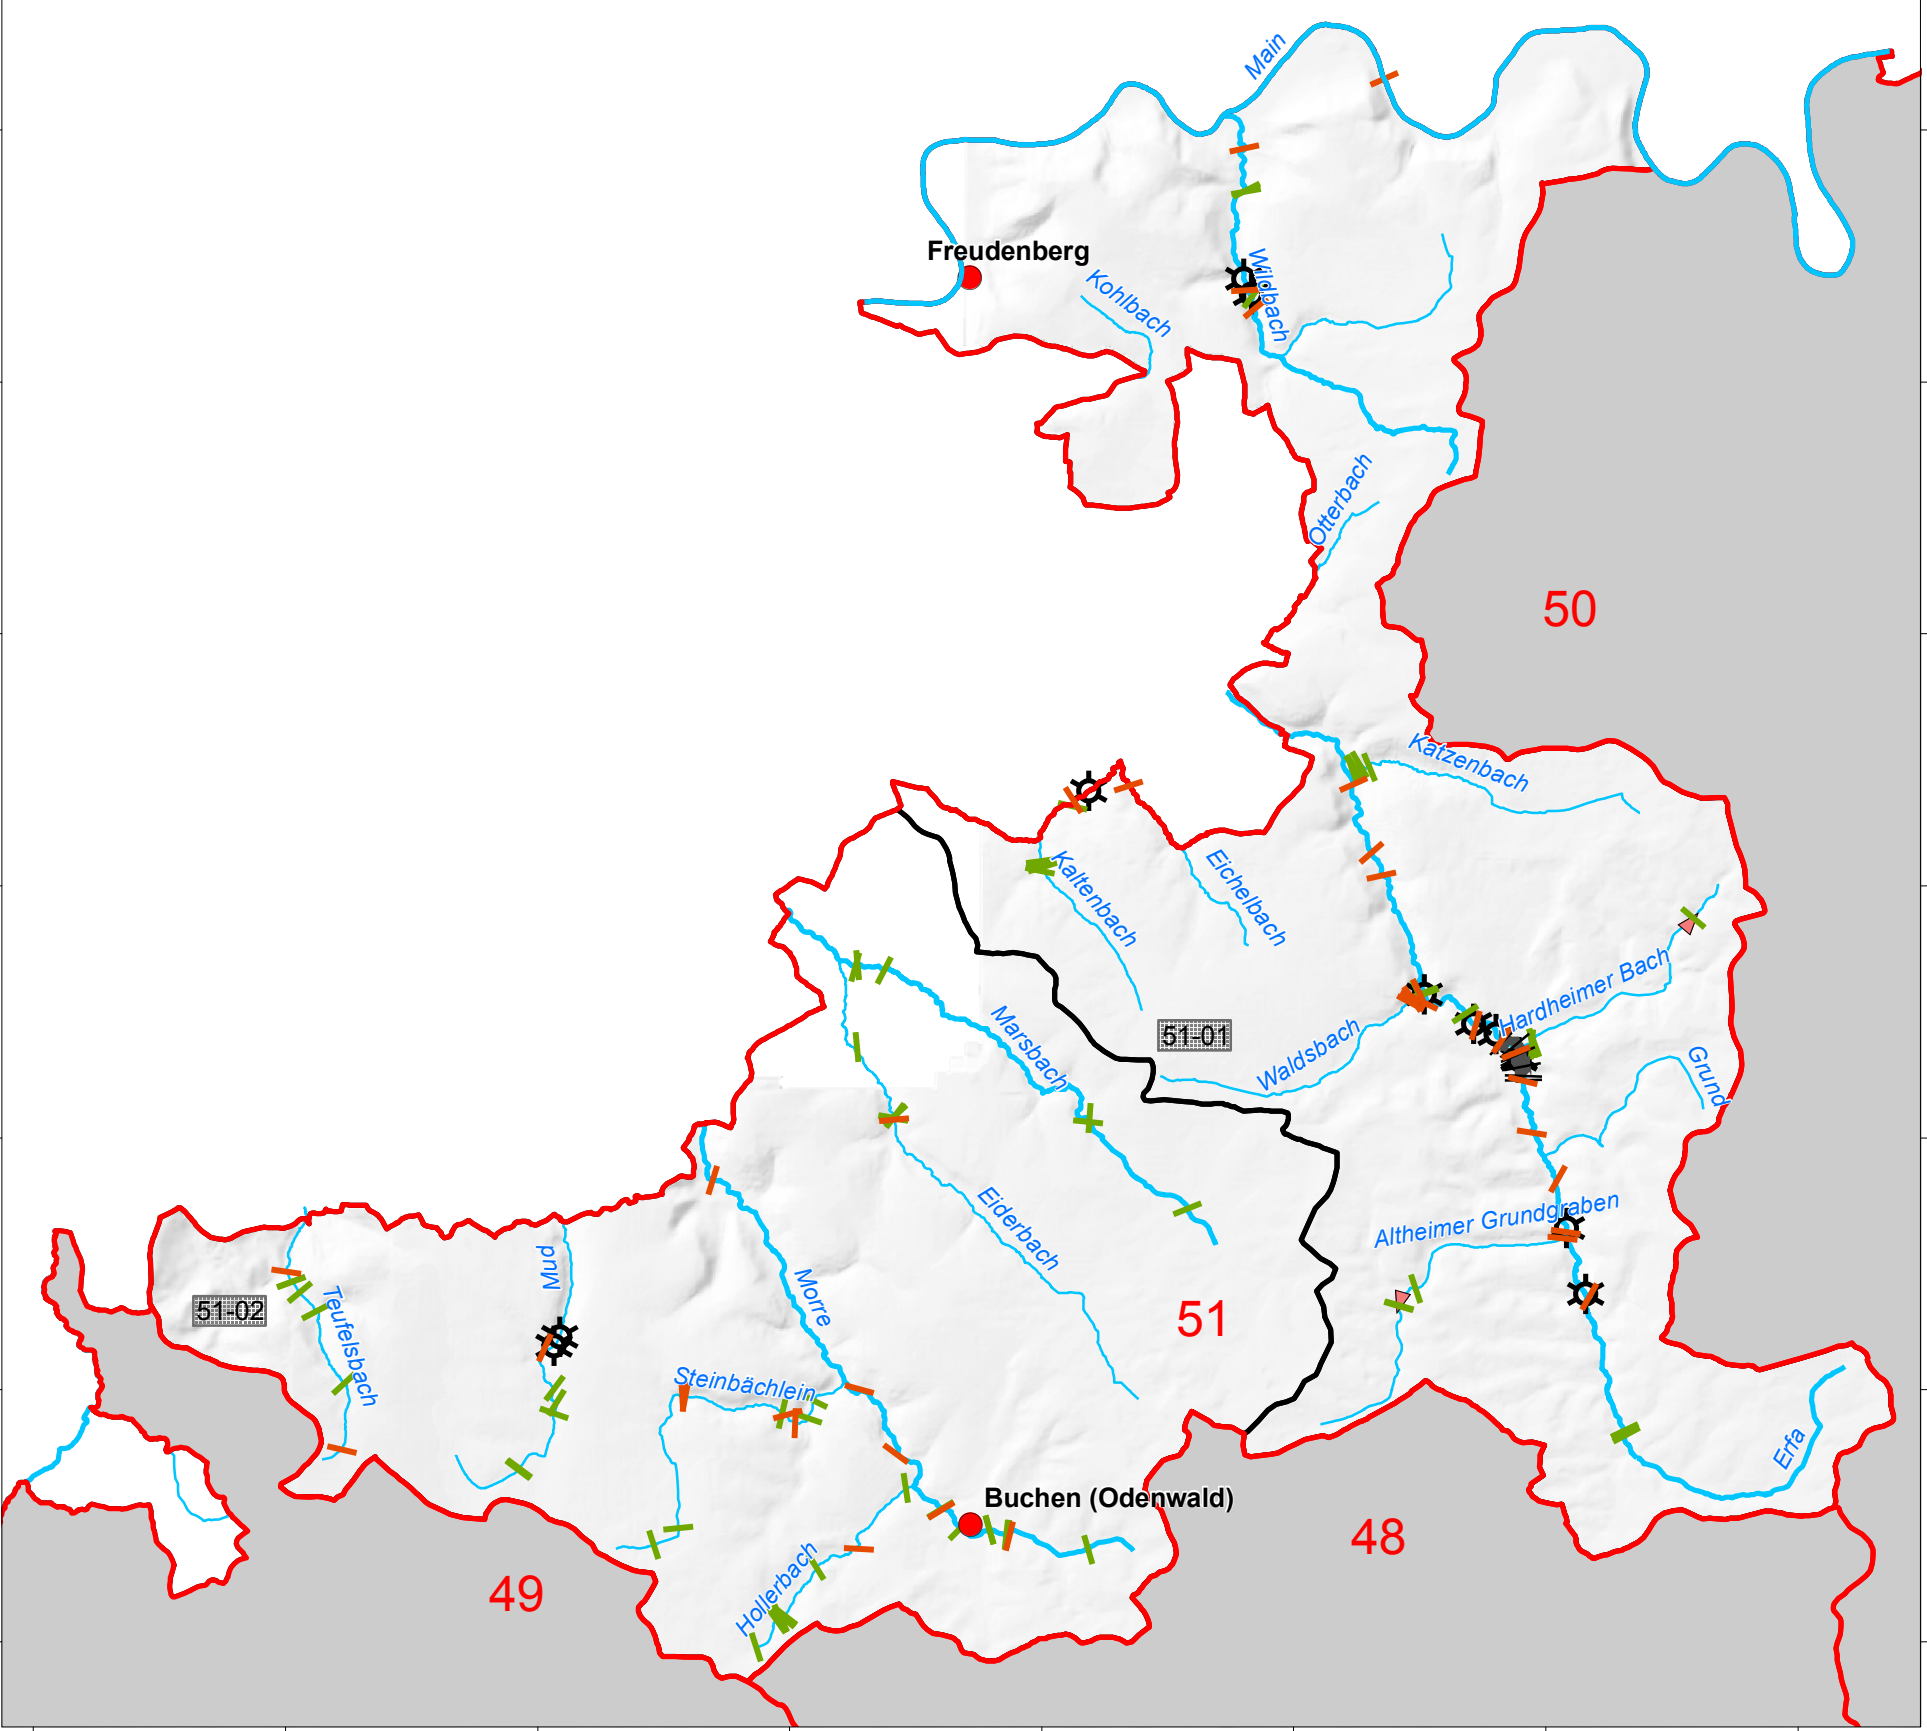 Main
Freudenberg
Kohlbach
Wildbach
Otterbach
50
Katzenbach
Kaltenbach
Eichelbach
Hardheimer Bach
Marsbach
51-01
Waldsbach
Grund
Eiderbach
Altheimer Grundgraben
Mud
Morre
51-02
Teufelsbach
51
Steinbächlein
Erfa
Buchen (Odenwald)
48
Hollerbach
49